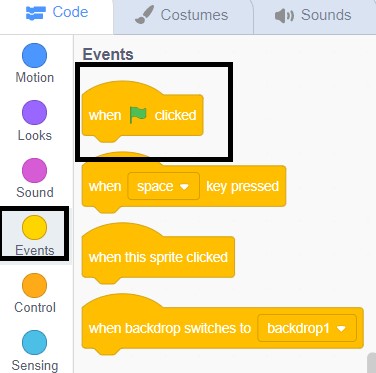 Code
Costumes
Sounds
Motion
Looks
Sound
Events
Control
Sensing
Events
when clicked
when space key pressed
when this sprite clicked
when backdrop switches to backdrop1